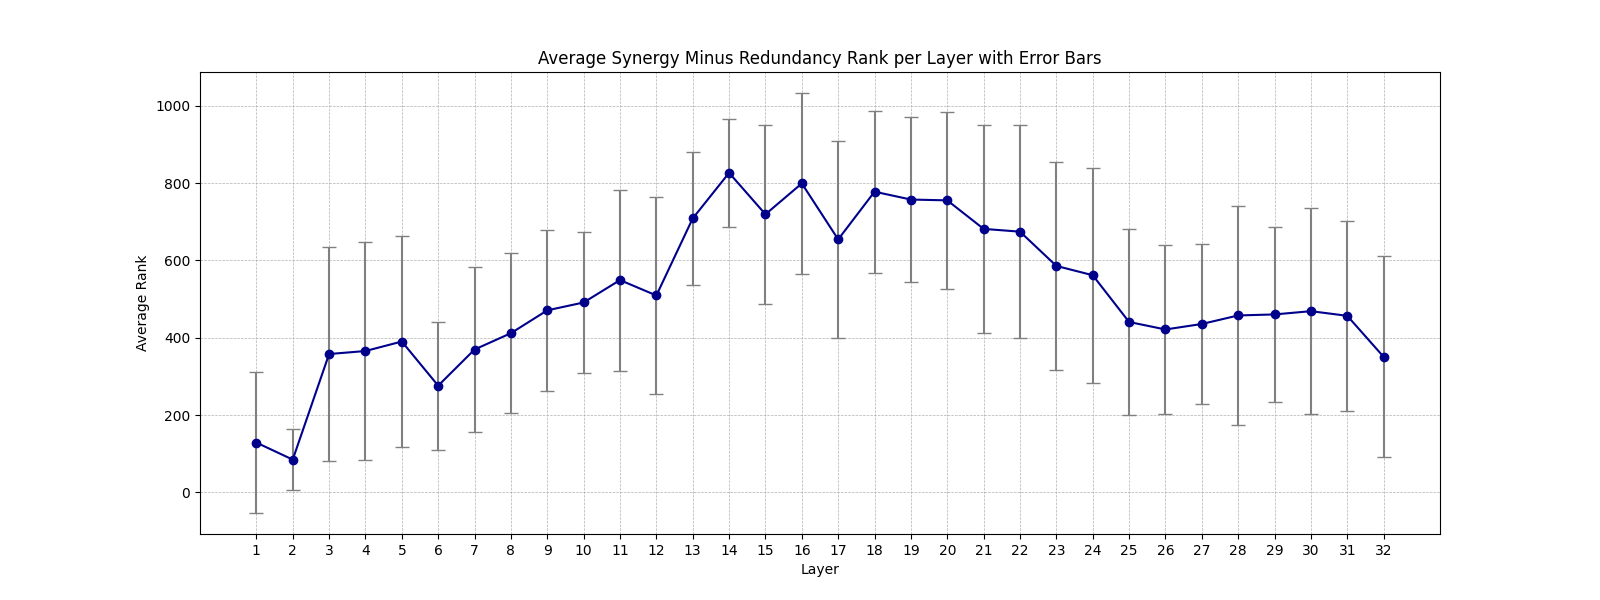 Average Synergy Minus Redundancy Rank per Layer with Error Bars
1000
800
600
400
200
0
Average Rank
1 2 3 4 5 6 7 8 9 10 11 12 13 14 15 16 17 18 19 20 21 22 23 24 25 26 27 28 29 30 31 32
Layer